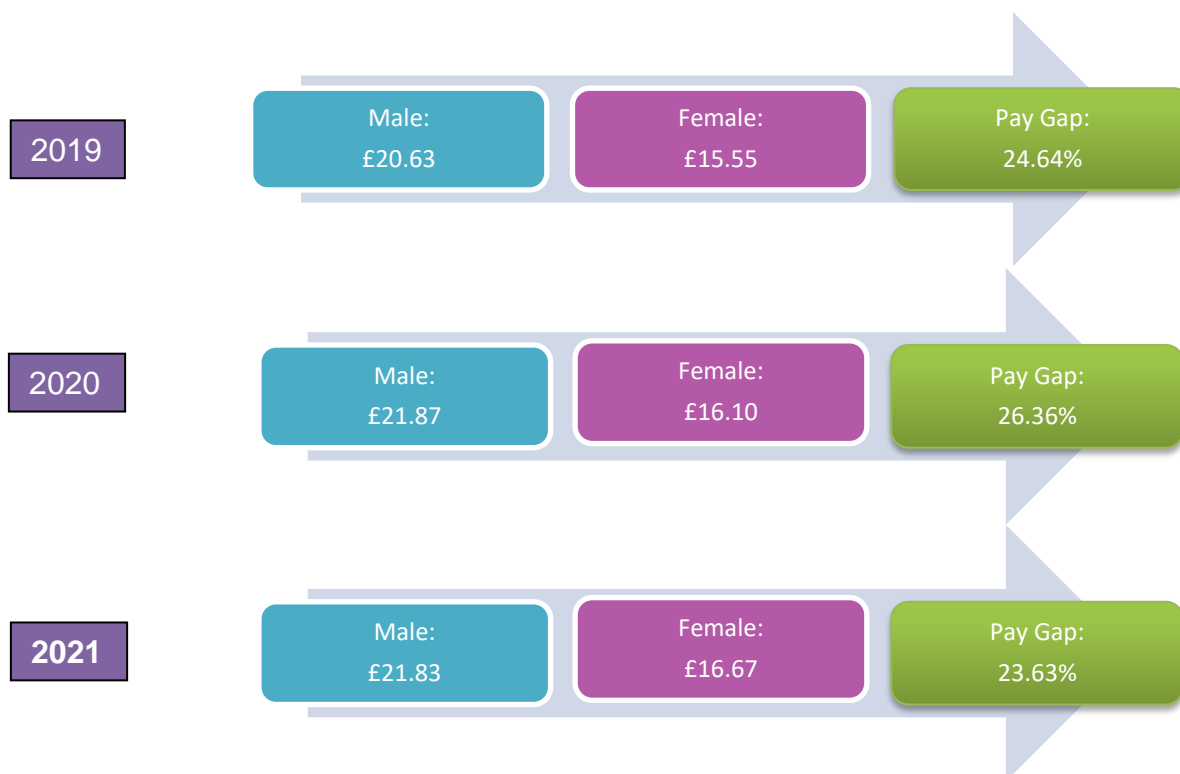 2019
Male:
£20.63
Female:
£15.55
Pay Gap:
24.64%
2020
Male:
£21.87
Female:
£16.10
Pay Gap:
26.36%
2021
Male:
£21.83
Female:
£16.67
Pay Gap:
23.63%